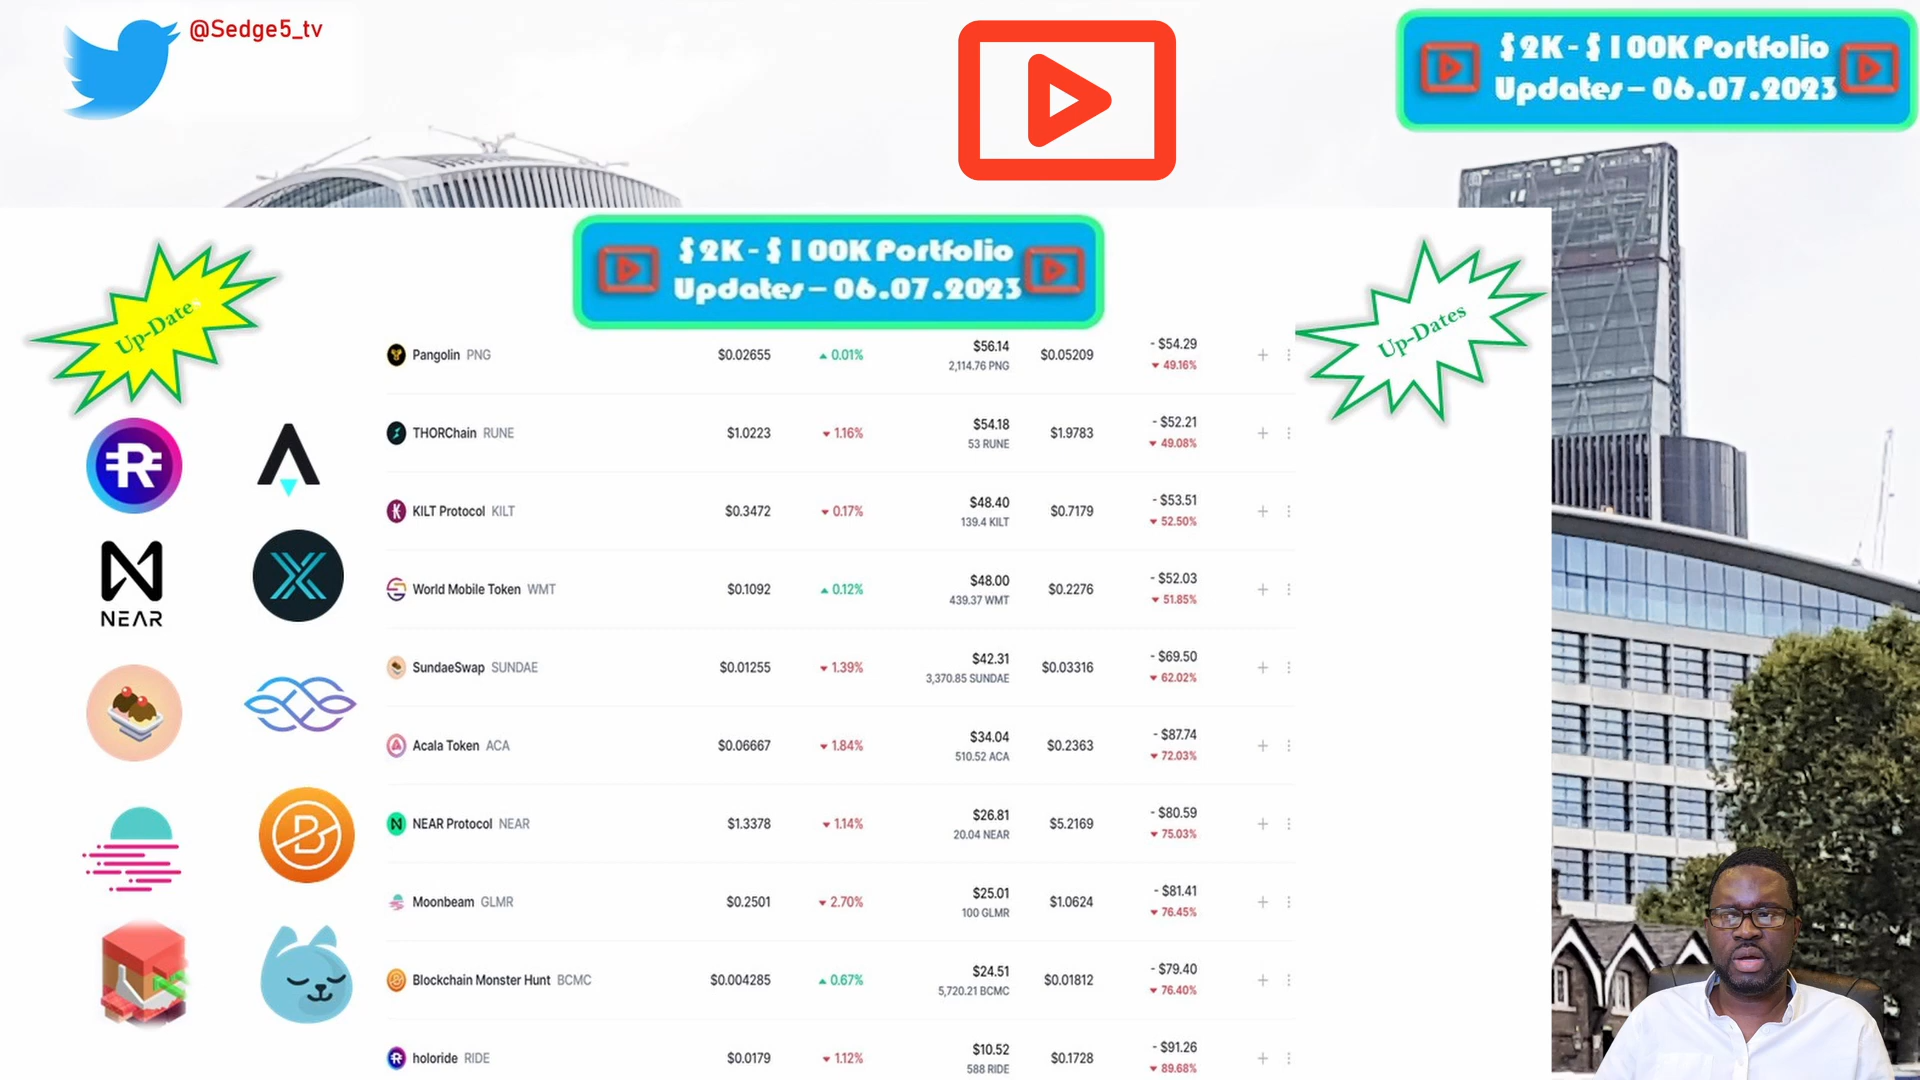 @Sedge5_tv
$2K - $100K Portfolio
Updates – 06.07.2023
$2K - $100K Portfolio
Updates – 06.07.2023
Up-Dates
Up-Dates
Pangolin PNG $0.02655 0.01% $56.14 2,114.76 PNG $0.05209 - $54.29 49.16%
THORChain RUNE $1.0223 1.16% $54.18 53 RUNE $1.9783 - $52.21 49.08%
KILT Protocol KILT $0.3472 0.17% $48.40 139.4 KILT $0.7179 - $53.51 52.50%
World Mobile Token WMT $0.1092 0.12% $48.00 439.37 WMT $0.2276 - $52.03 51.85%
SundaeSwap SUNDAE $0.01255 1.39% $42.31 3,370.85 SUNDAE $0.03316 - $69.50 62.02%
Acala Token ACA $0.06667 1.84% $34.04 510.52 ACA $0.2363 - $87.74 72.03%
NEAR Protocol NEAR $1.3378 1.14% $26.81 20.04 NEAR $5.2169 - $80.59 75.03%
Moonbeam GLMR $0.2501 2.70% $25.01 100 GLMR $1.0624 - $81.41 76.45%
Blockchain Monster Hunt BCMC $0.004285 0.67% $24.51 5,720.21 BCMC $0.01812 - $79.40 76.40%
holoride RIDE $0.0179 1.12% $10.52 588 RIDE $0.1728 - $91.26 89.68%
NEAR